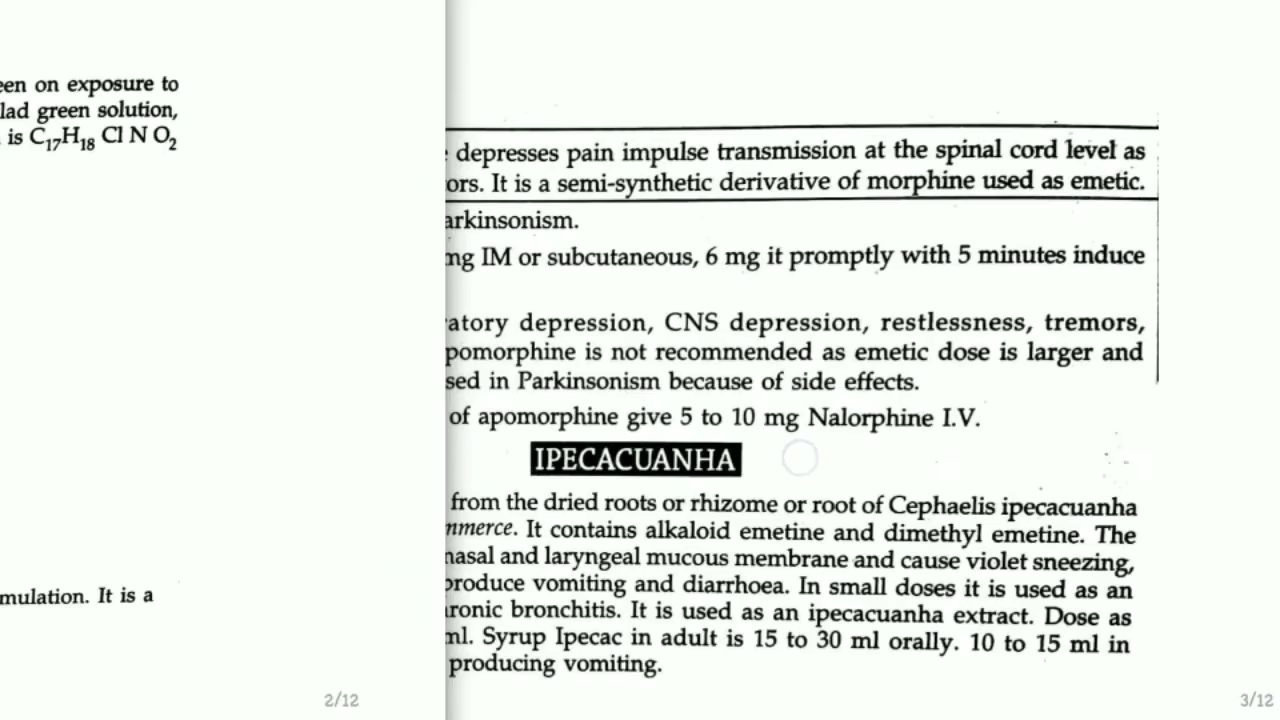 een on exposure to
lad green solution,
is C₁₇H₁₈ Cl N O₂
mulation. It is a
2/12
depresses pain impulse transmission at the spinal cord level as
ors. It is a semi-synthetic derivative of morphine used as emetic.
arkinsonism.
mg IM or subcutaneous, 6 mg it promptly with 5 minutes induce
atory depression, CNS depression, restlessness, tremors,
pomorphine is not recommended as emetic dose is larger and
sed in Parkinsonism because of side effects.
of apomorphine give 5 to 10 mg Nalorphine I.V.
IPECACUANHA
from the dried roots or rhizome or root of Cephaelis ipecacuanha
mmerce. It contains alkaloid emetine and dimethyl emetine. The
nasal and laryngeal mucous membrane and cause violet sneezing,
produce vomiting and diarrhoea. In small doses it is used as an
ronic bronchitis. It is used as an ipecacuanha extract. Dose as
ml. Syrup Ipecac in adult is 15 to 30 ml orally. 10 to 15 ml in
producing vomiting.
3/12